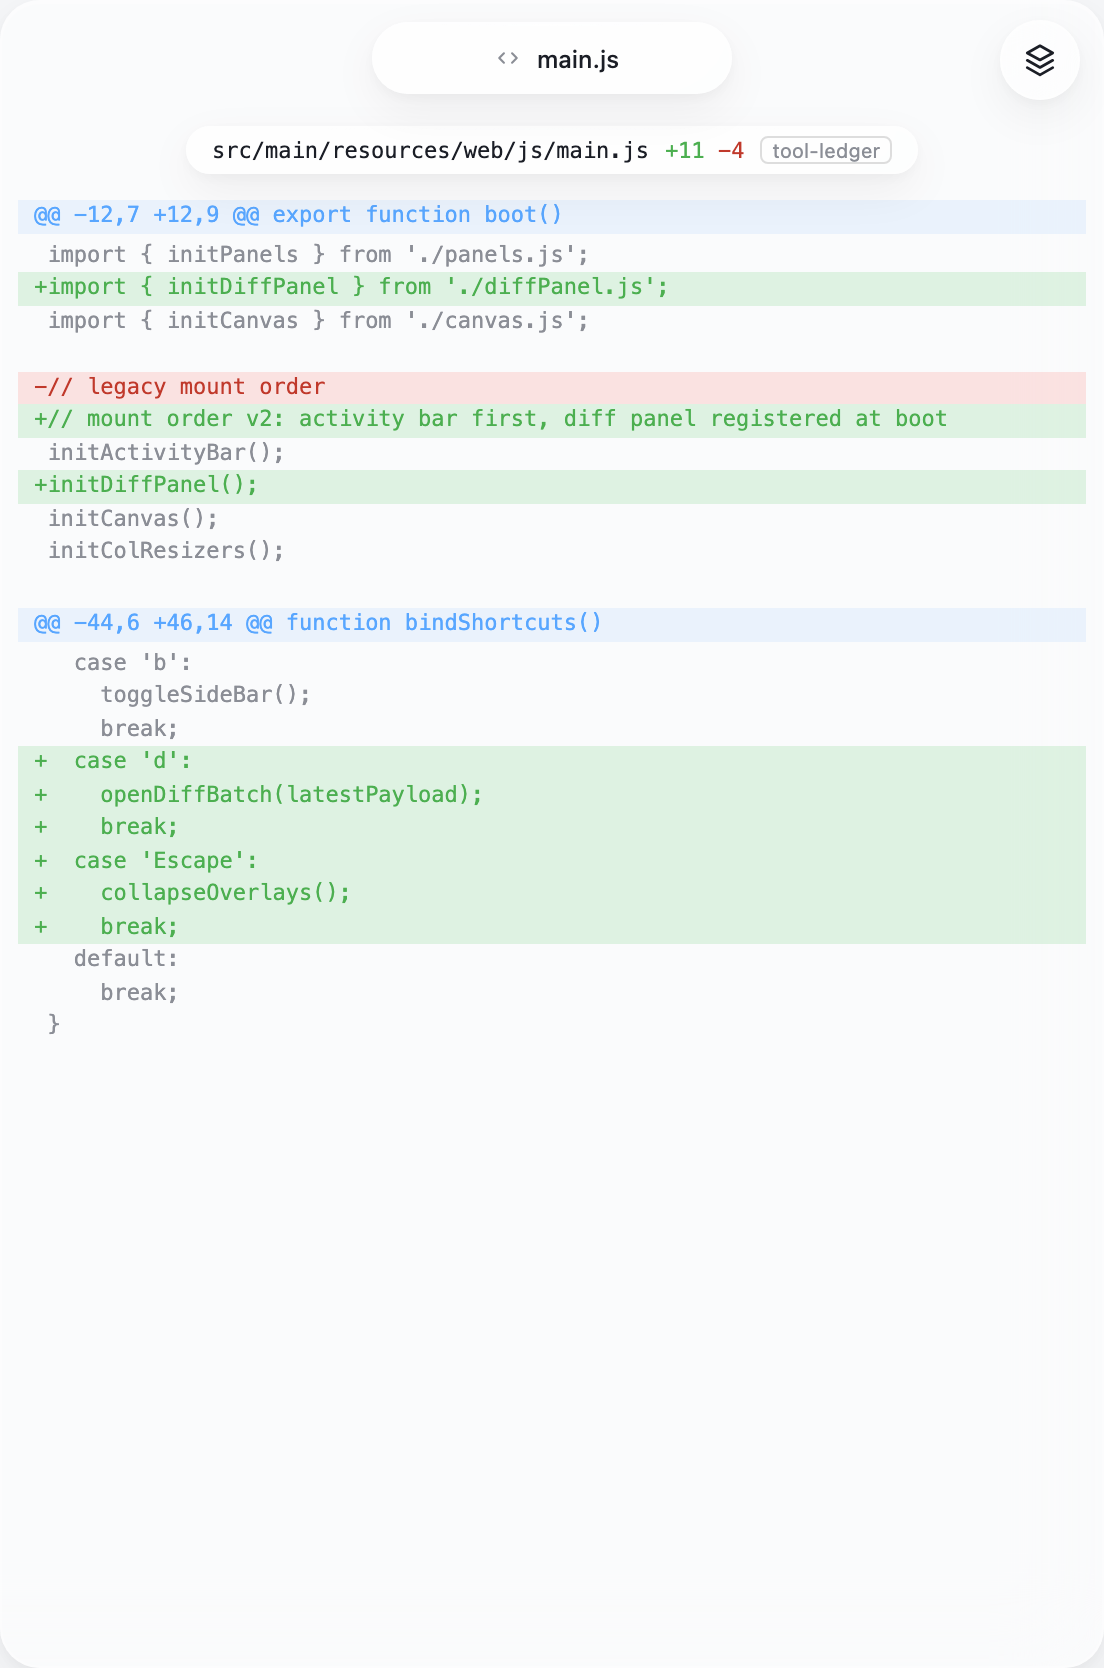 <> main.js
src/main/resources/web/js/main.js +11 −4 tool-ledger
@@ −12,7 +12,9 @@ export function boot()
 import { initPanels } from './panels.js';
+import { initDiffPanel } from './diffPanel.js';
 import { initCanvas } from './canvas.js';

−// legacy mount order
+// mount order v2: activity bar first, diff panel registered at boot
 initActivityBar();
+initDiffPanel();
 initCanvas();
 initColResizers();

@@ −44,6 +46,14 @@ function bindShortcuts()
   case 'b':
     toggleSideBar();
     break;
+  case 'd':
+    openDiffBatch(latestPayload);
+    break;
+  case 'Escape':
+    collapseOverlays();
+    break;
   default:
     break;
 }